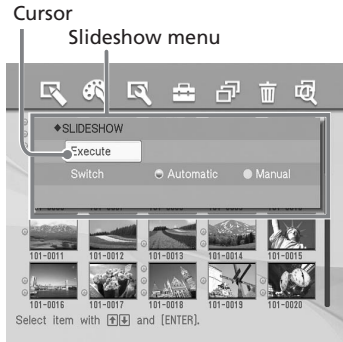 Cursor
Slideshow menu
◆SLIDESHOW
Execute
Switch Automatic Manual
101-0011 101-0012 101-0013 101-0014 101-0015
101-0016 101-0017 101-0018 101-0019 101-0020
Select item with [↑][↓] and [ENTER].